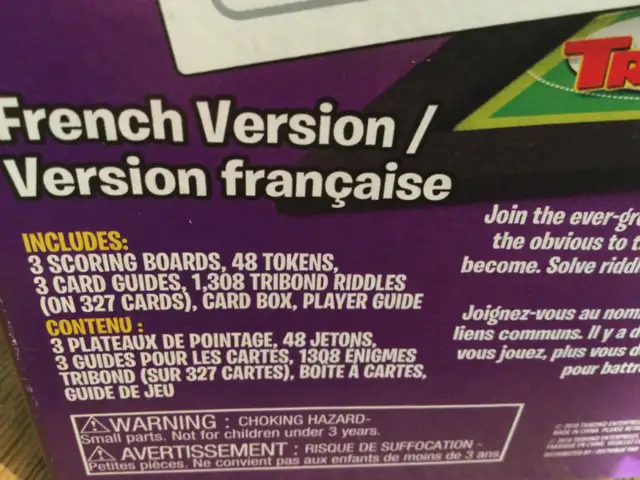 French Version /
Version française
INCLUDES:
3 SCORING BOARDS, 48 TOKENS,
3 CARD GUIDES, 1,308 TRIBOND RIDDLES
(ON 327 CARDS), CARD BOX, PLAYER GUIDE
CONTENU :
3 PLATEAUX DE POINTAGE, 48 JETONS,
3 GUIDES POUR LES CARTES, 1308 ÉNIGMES
TRIBOND (SUR 327 CARTES), BOÎTE À CARTES,
GUIDE DE JEU
WARNING : CHOKING HAZARD-
Small parts. Not for children under 3 years.
AVERTISSEMENT : RISQUE DE SUFFOCATION -
Petites pièces. Ne convient pas aux enfants de moins de 3 ans
TR
Join the ever-gr
the obvious to
become. Solve riddl
Joignez-vous au nom
liens communs. Il y a d
vous jouez, plus vous d
pour battr